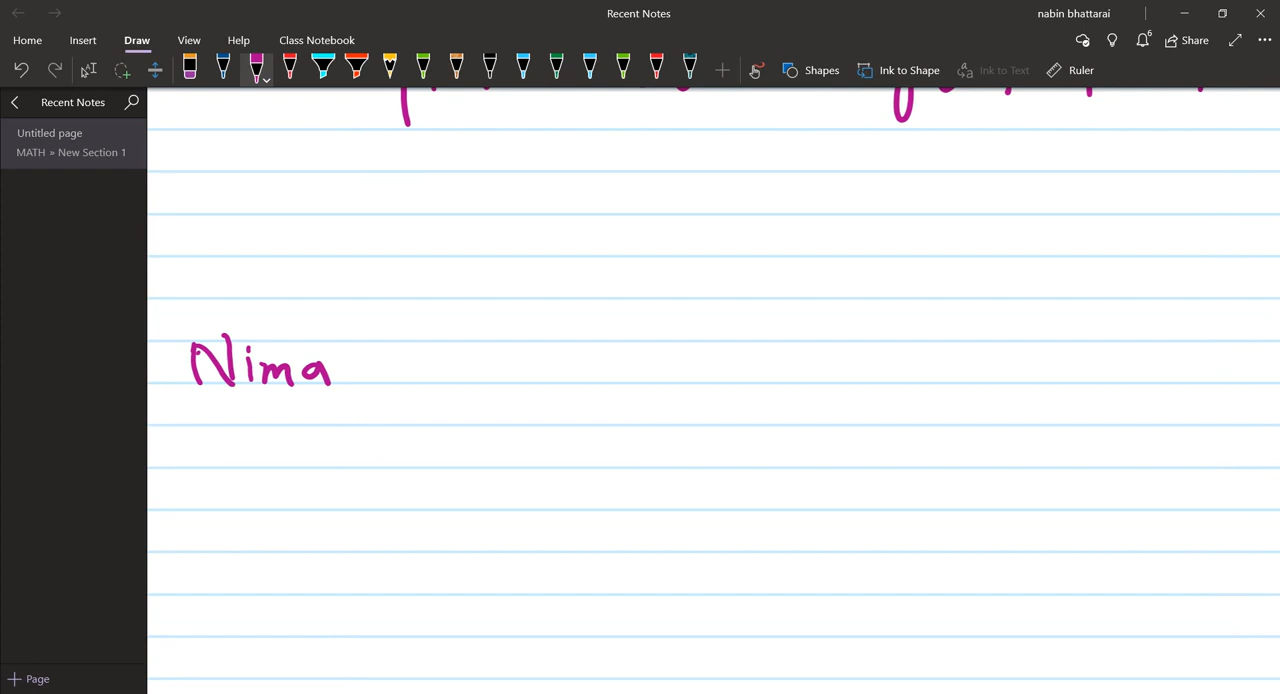 Recent Notes
nabin bhattarai
Home Insert Draw View Help Class Notebook
Share
Shapes Ink to Shape Ink to Text Ruler
Recent Notes
Untitled page
MATH » New Section 1
Nima
Page
6